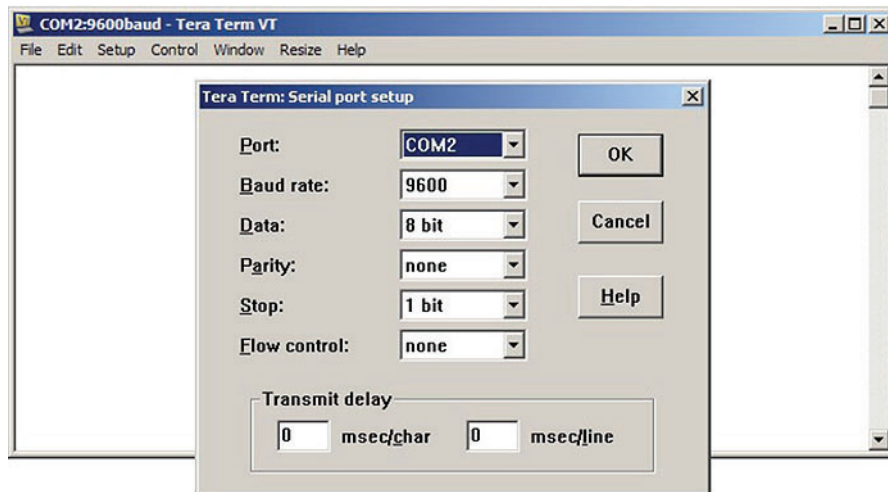 COM2:9600baud - Tera Term VT
File Edit Setup Control Window Resize Help
Tera Term: Serial port setup
Port: COM2 OK
Baud rate: 9600
Data: 8 bit Cancel
Parity: none
Stop: 1 bit Help
Flow control: none
Transmit delay
0 msec/char 0 msec/line